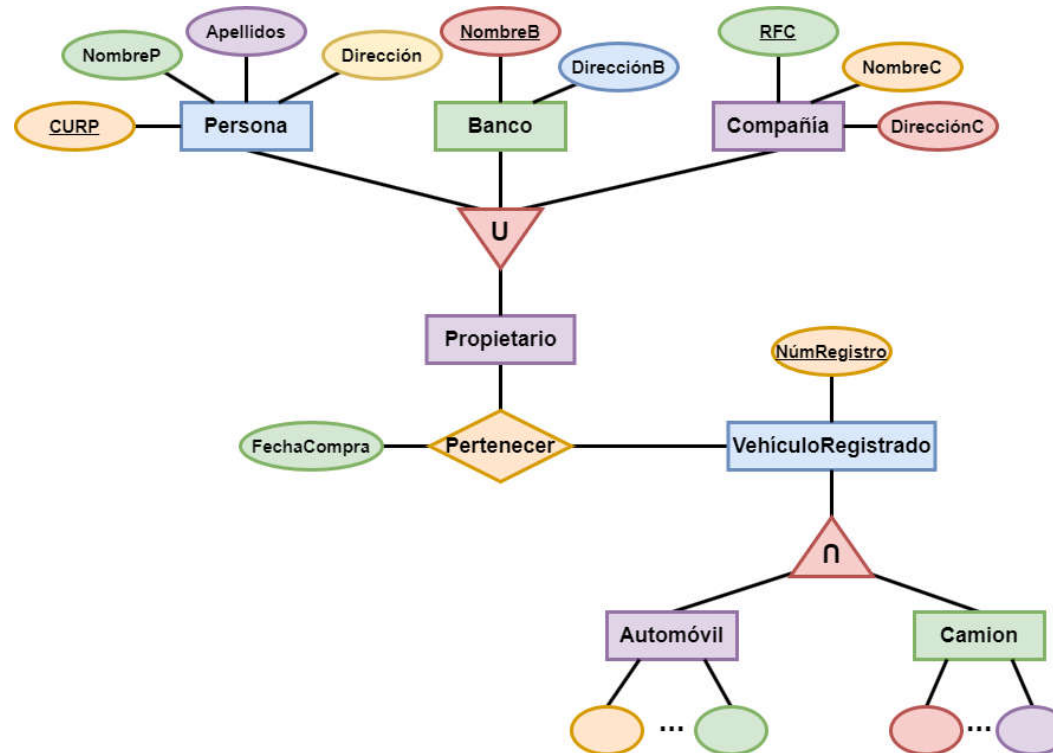 Apellidos
NombreB
RFC
NombreP
Dirección
DirecciónB
NombreC
CURP
Persona
Banco
Compañía
DirecciónC
U
Propietario
NúmRegistro
FechaCompra
Pertenecer
VehículoRegistrado
∩
Automóvil
Camion
...
...